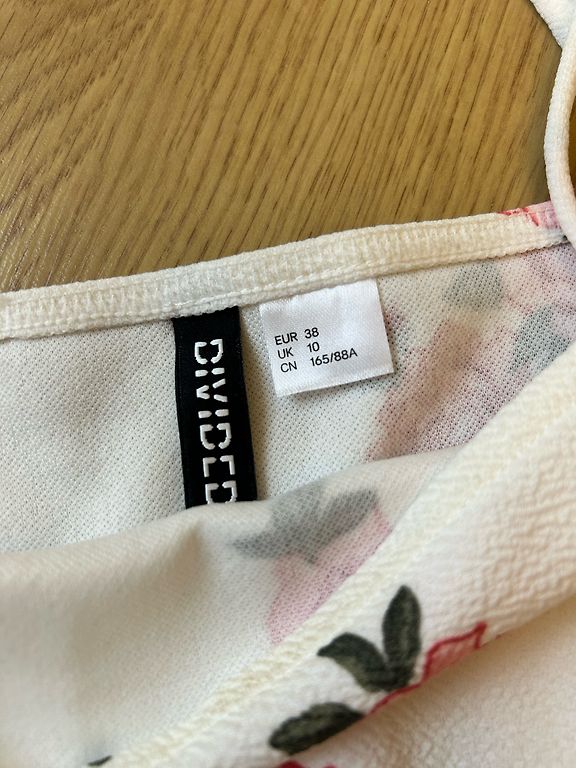 DIVIDED
EUR 38
UK 10
CN 165/88A